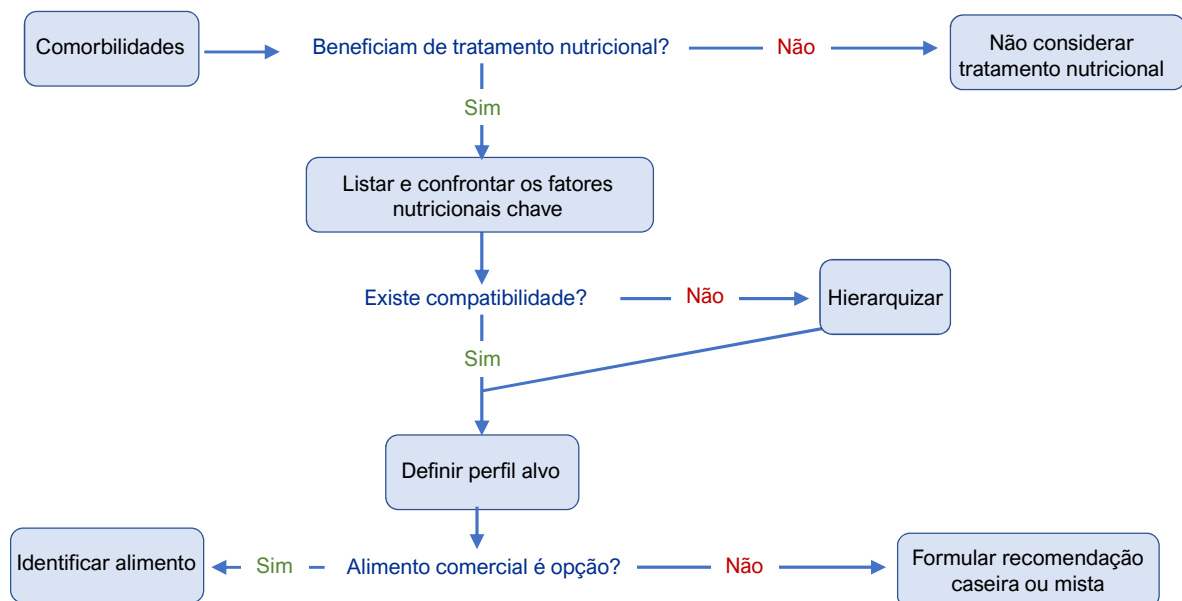 Comorbilidades
Beneficiam de tratamento nutricional?
Não
Não considerar
tratamento nutricional
Sim
Listar e confrontar os fatores
nutricionais chave
Existe compatibilidade?
Não
Hierarquizar
Sim
Definir perfil alvo
Identificar alimento
Sim
Alimento comercial é opção?
Não
Formular recomendação
caseira ou mista